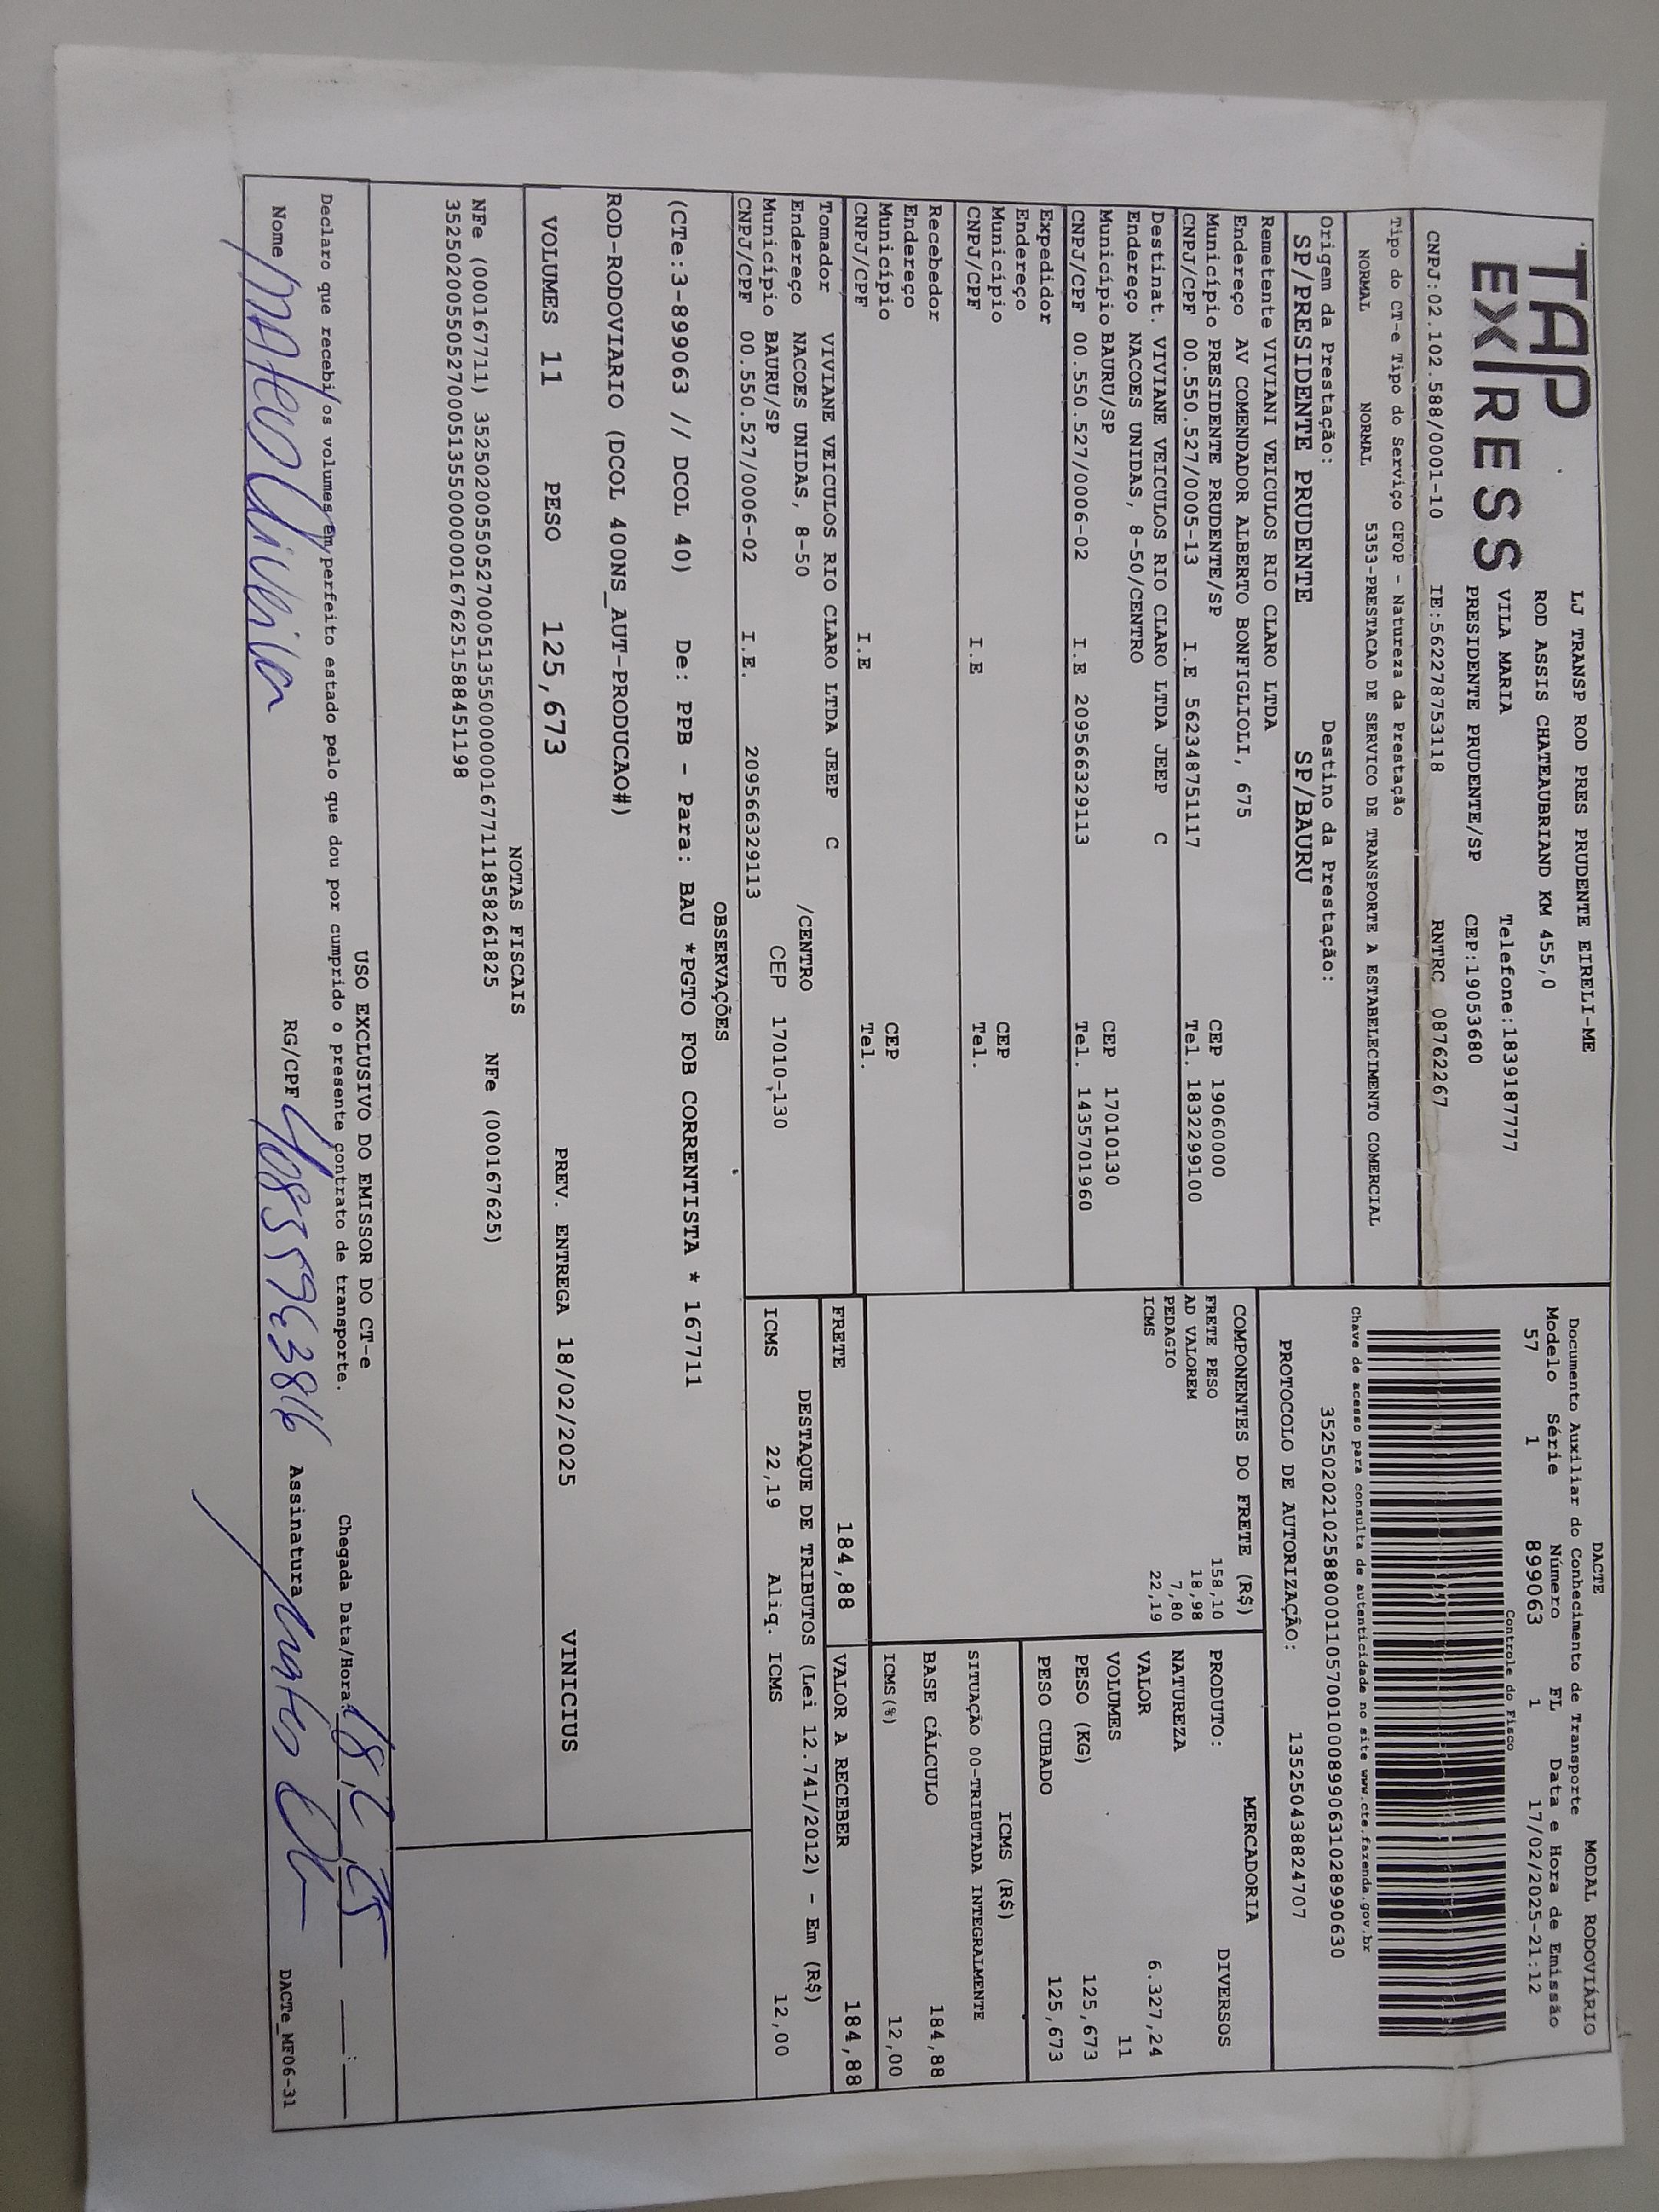 TAP EXPRESS
LJ TRANSP ROD PRES PRUDENTE EIRELI-ME
ROD ASSIS CHATEAUBRIAND KM 455,0
VILA MARIA Telefone:1839187777
PRESIDENTE PRUDENTE/SP CEP:19053680
CNPJ:02.102.588/0001-10 IE:562278753118 RNTRC 08762267
DACTE MODAL RODOVIÁRIO
Documento Auxiliar do Conhecimento de Transporte
Modelo Série Número FL Data e Hora de Emissão
57 1 899063 1 17/02/2025-21:12
Controle do Fisco
Chave de acesso para consulta de autenticidade no site www.cte.fazenda.gov.br
35250202102588000110570010008990631028990630
PROTOCOLO DE AUTORIZAÇÃO: 135250438824707
Tipo do CT-e Tipo do Serviço CFOP - Natureza da Prestação
NORMAL NORMAL 5353-PRESTACAO DE SERVICO DE TRANSPORTE A ESTABELECIMENTO COMERCIAL
Origem da Prestação: Destino da Prestação:
SP/PRESIDENTE PRUDENTE SP/BAURU
Remetente VIVIANI VEICULOS RIO CLARO LTDA
Endereço AV COMENDADOR ALBERTO BONFIGLIOLI, 675
Município PRESIDENTE PRUDENTE/SP CEP 19060000
CNPJ/CPF 00.550.527/0005-13 I.E 562348751117 Tel. 1832299100
Destinat. VIVIANE VEICULOS RIO CLARO LTDA JEEP C
Endereço NACOES UNIDAS, 8-50/CENTRO
Município BAURU/SP CEP 17010130
CNPJ/CPF 00.550.527/0006-02 I.E 209566329113 Tel. 1435701960
Expedidor
Endereço
Município CEP
CNPJ/CPF I.E Tel.
Recebedor
Endereço
Município CEP
CNPJ/CPF I.E Tel.
Tomador VIVIANE VEICULOS RIO CLARO LTDA JEEP C
Endereço NACOES UNIDAS, 8-50 /CENTRO
Município BAURU/SP CEP 17010-130
CNPJ/CPF 00.550.527/0006-02 I.E. 209566329113
COMPONENTES DO FRETE (R$)
FRETE PESO 158,10
AD VALOREM 18,98
PEDAGIO 7,80
ICMS 22,19
MERCADORIA
PRODUTO: DIVERSOS
NATUREZA
VALOR 6.327,24
VOLUMES 11
PESO (KG) 125,673
PESO CUBADO 125,673
ICMS (R$)
SITUAÇÃO 00-TRIBUTADA INTEGRALMENTE
BASE CÁLCULO 184,88
ICMS(%) 12,00
FRETE 184,88 VALOR A RECEBER 184,88
DESTAQUE DE TRIBUTOS (Lei 12.741/2012) - Em (R$)
ICMS 22,19 Aliq. ICMS 12,00
OBSERVAÇÕES
(CTe:3-899063 // DCOL 40) De: PPB - Para: BAU *PGTO FOB CORRENTISTA * 167711
ROD-RODOVIARIO (DCOL 400NS_AUT-PRODUCAO#)
VOLUMES 11 PESO 125,673 PREV. ENTREGA 18/02/2025 VINICIUS
NOTAS FISCAIS
NFe (000167711) 35250200550527000513550000001677111858261825 NFe (000167625)
35250200550527000513550000001676251588451198
USO EXCLUSIVO DO EMISSOR DO CT-e
Declaro que recebi os volumes em perfeito estado pelo que dou por cumprido o presente contrato de transporte. Chegada Data/Hora: 18/2/25 __:__
Nome RG/CPF Assinatura DACTe_MF06-31